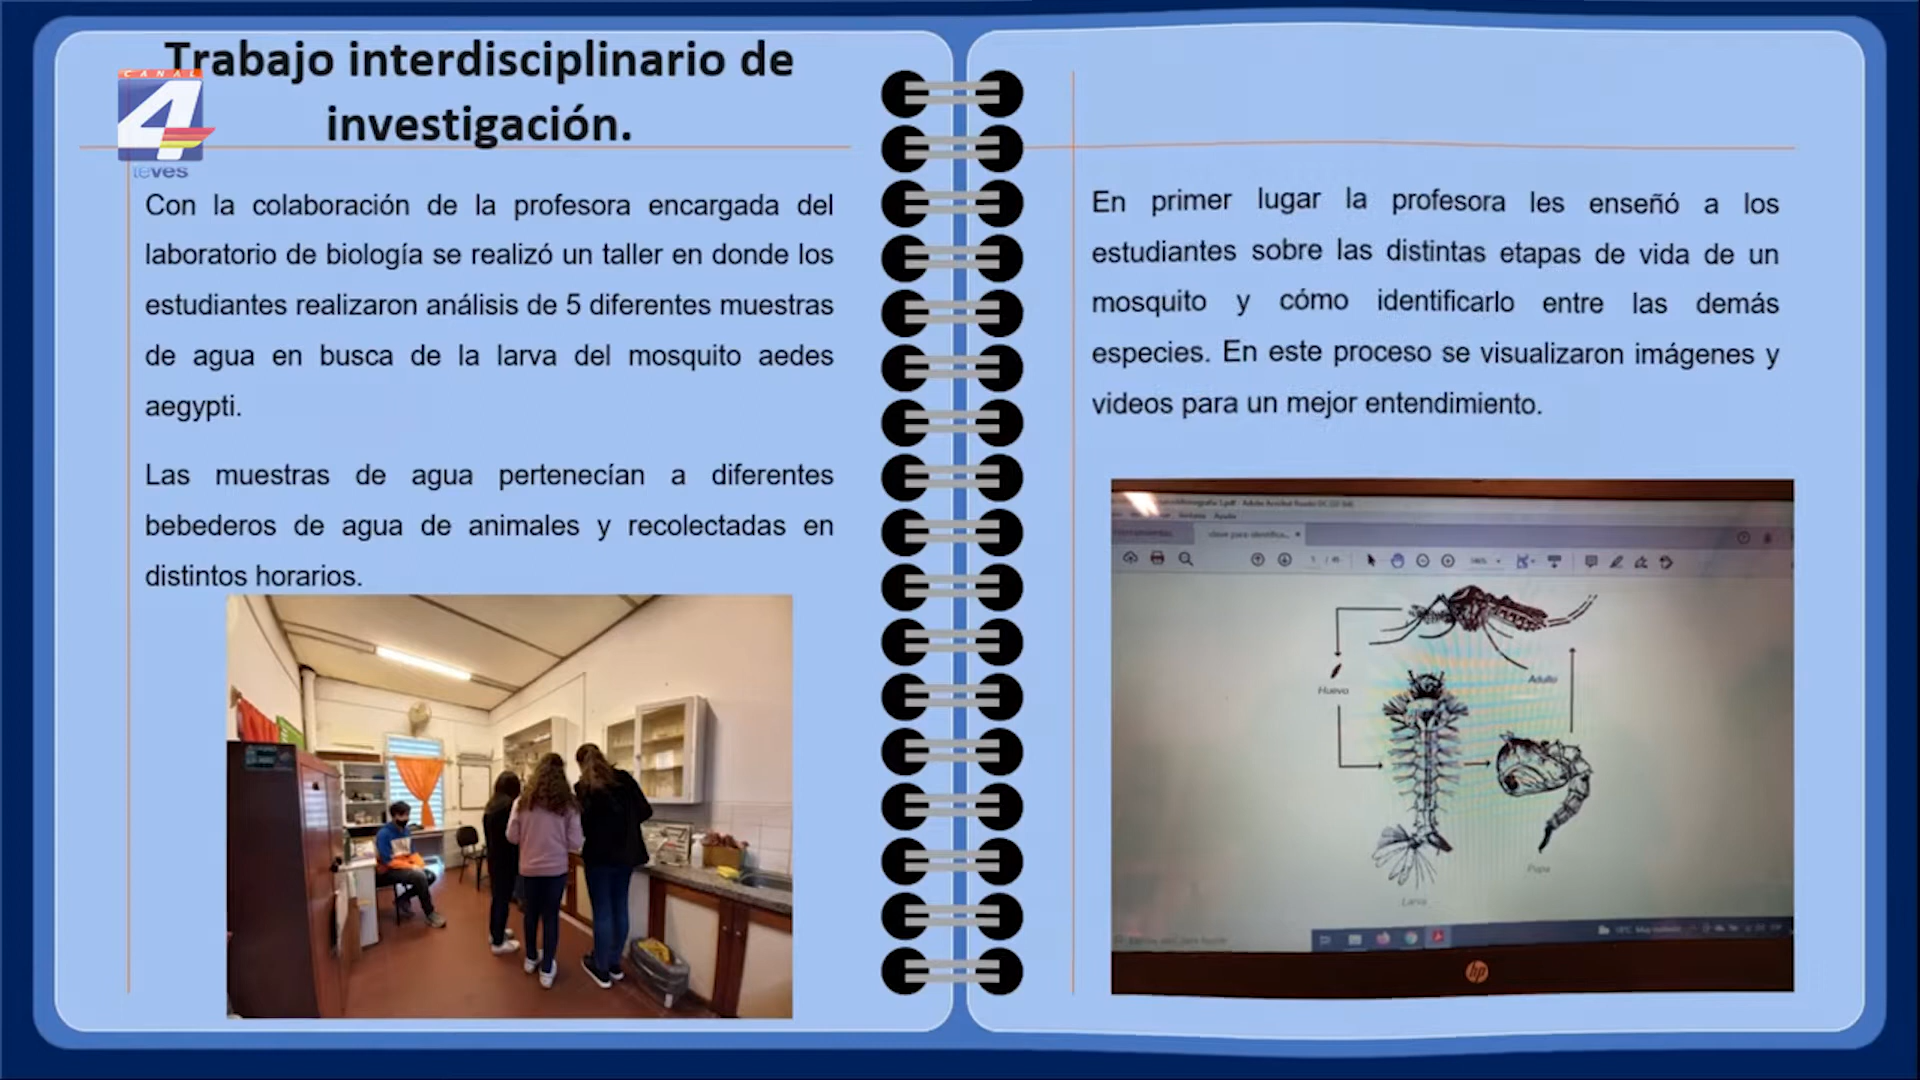 Trabajo interdisciplinario de
investigación.
CANAL
4
teves
Con la colaboración de la profesora encargada del
laboratorio de biología se realizó un taller en donde los
estudiantes realizaron análisis de 5 diferentes muestras
de agua en busca de la larva del mosquito aedes
aegypti.
Las muestras de agua pertenecían a diferentes
bebederos de agua de animales y recolectadas en
distintos horarios.
En primer lugar la profesora les enseñó a los
estudiantes sobre las distintas etapas de vida de un
mosquito y cómo identificarlo entre las demás
especies. En este proceso se visualizaron imágenes y
videos para un mejor entendimiento.
Adulto
Huevo
Pupa
Larva
hp